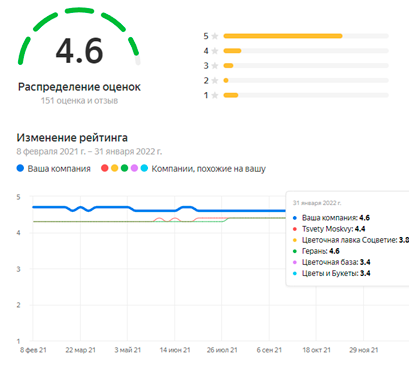 4.6
Распределение оценок
151 оценка и отзыв
5
4
3
2
1
Изменение рейтинга
8 февраля 2021 г. – 31 января 2022 г.
Ваша компания
Компании, похожие на вашу
5
4
3
2
1
31 января 2022 г.
Ваша компания: 4.6
Tsvety Moskvy: 4.4
Цветочная лавка Соцветие: 3.8
Герань: 4.6
Цветочная база: 3.4
Цветы и Букеты: 3.4
8 фев 21
22 мар 21
3 май 21
14 июн 21
26 июл 21
6 сен 21
18 окт 21
29 ноя 21